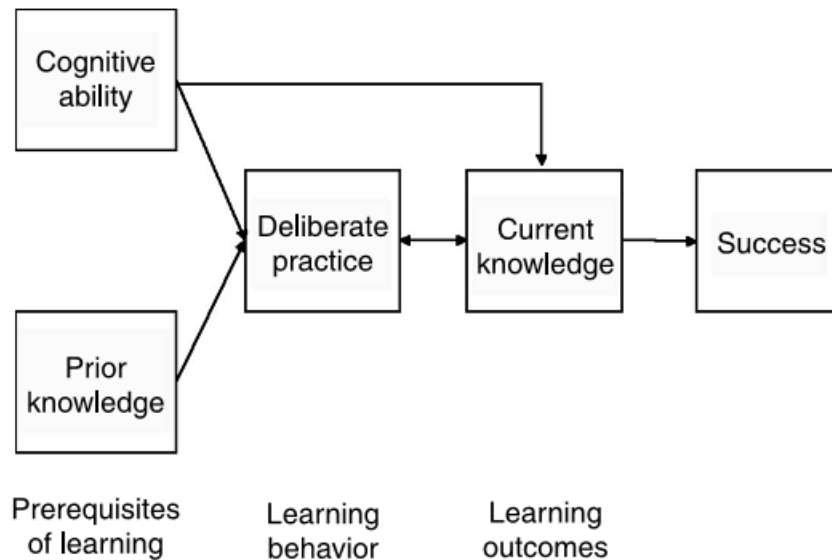 Cognitive
ability
Deliberate
practice
Current
knowledge
Success
Prior
knowledge
Prerequisites
of learning
Learning
behavior
Learning
outcomes